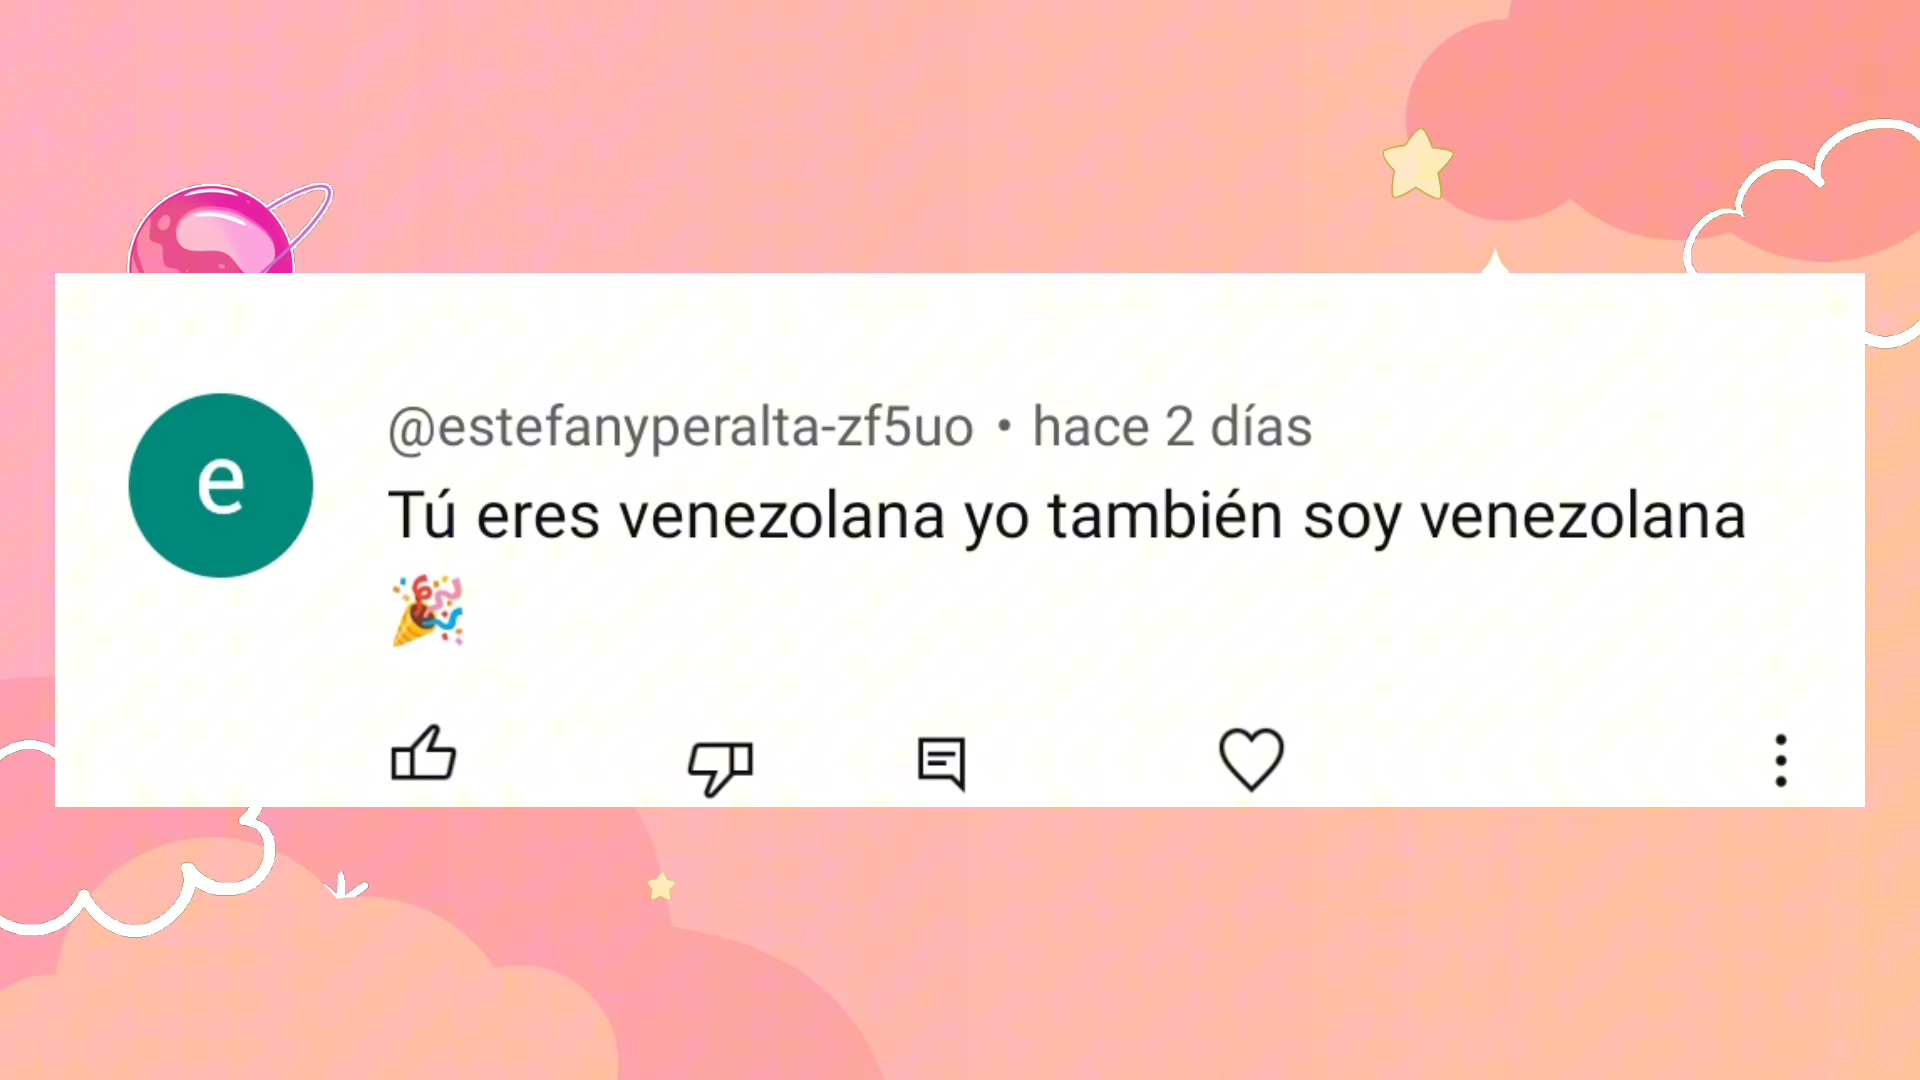 e
@estefanyperalta-zf5uo • hace 2 días
Tú eres venezolana yo también soy venezolana
🎉